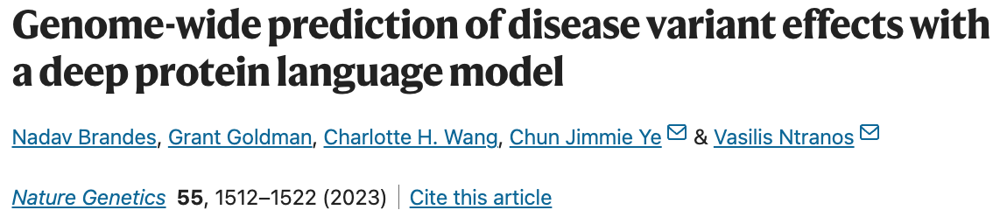 Genome-wide prediction of disease variant effects with
a deep protein language model
Nadav Brandes, Grant Goldman, Charlotte H. Wang, Chun Jimmie Ye & Vasilis Ntranos
Nature Genetics 55, 1512–1522 (2023) Cite this article